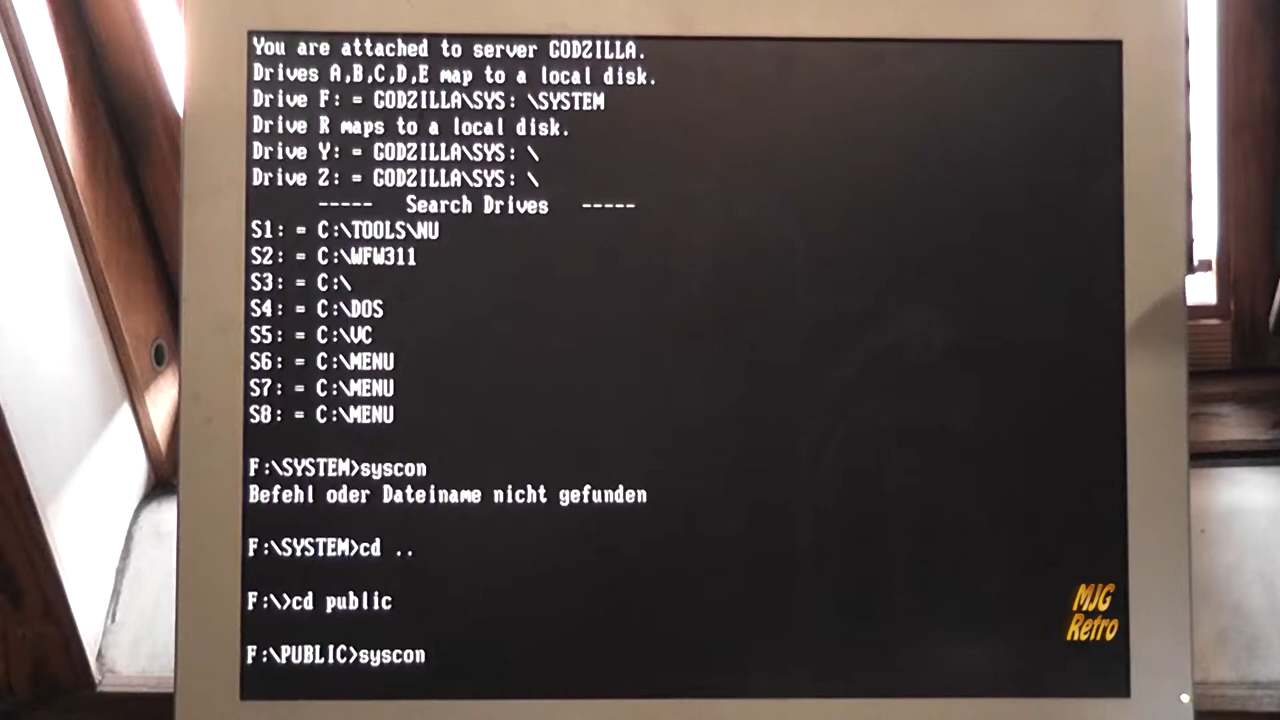 You are attached to server GODZILLA.
Drives A,B,C,D,E map to a local disk.
Drive F: = GODZILLA\SYS: \SYSTEM
Drive R maps to a local disk.
Drive Y: = GODZILLA\SYS: \
Drive Z: = GODZILLA\SYS: \
----- Search Drives -----
S1: = C:\TOOLS\NU
S2: = C:\WFW311
S3: = C:\
S4: = C:\DOS
S5: = C:\VC
S6: = C:\MENU
S7: = C:\MENU
S8: = C:\MENU
F:\SYSTEM>syscon
Befehl oder Dateiname nicht gefunden
F:\SYSTEM>cd ..
F:\>cd public
F:\PUBLIC>syscon
MJG
Retro